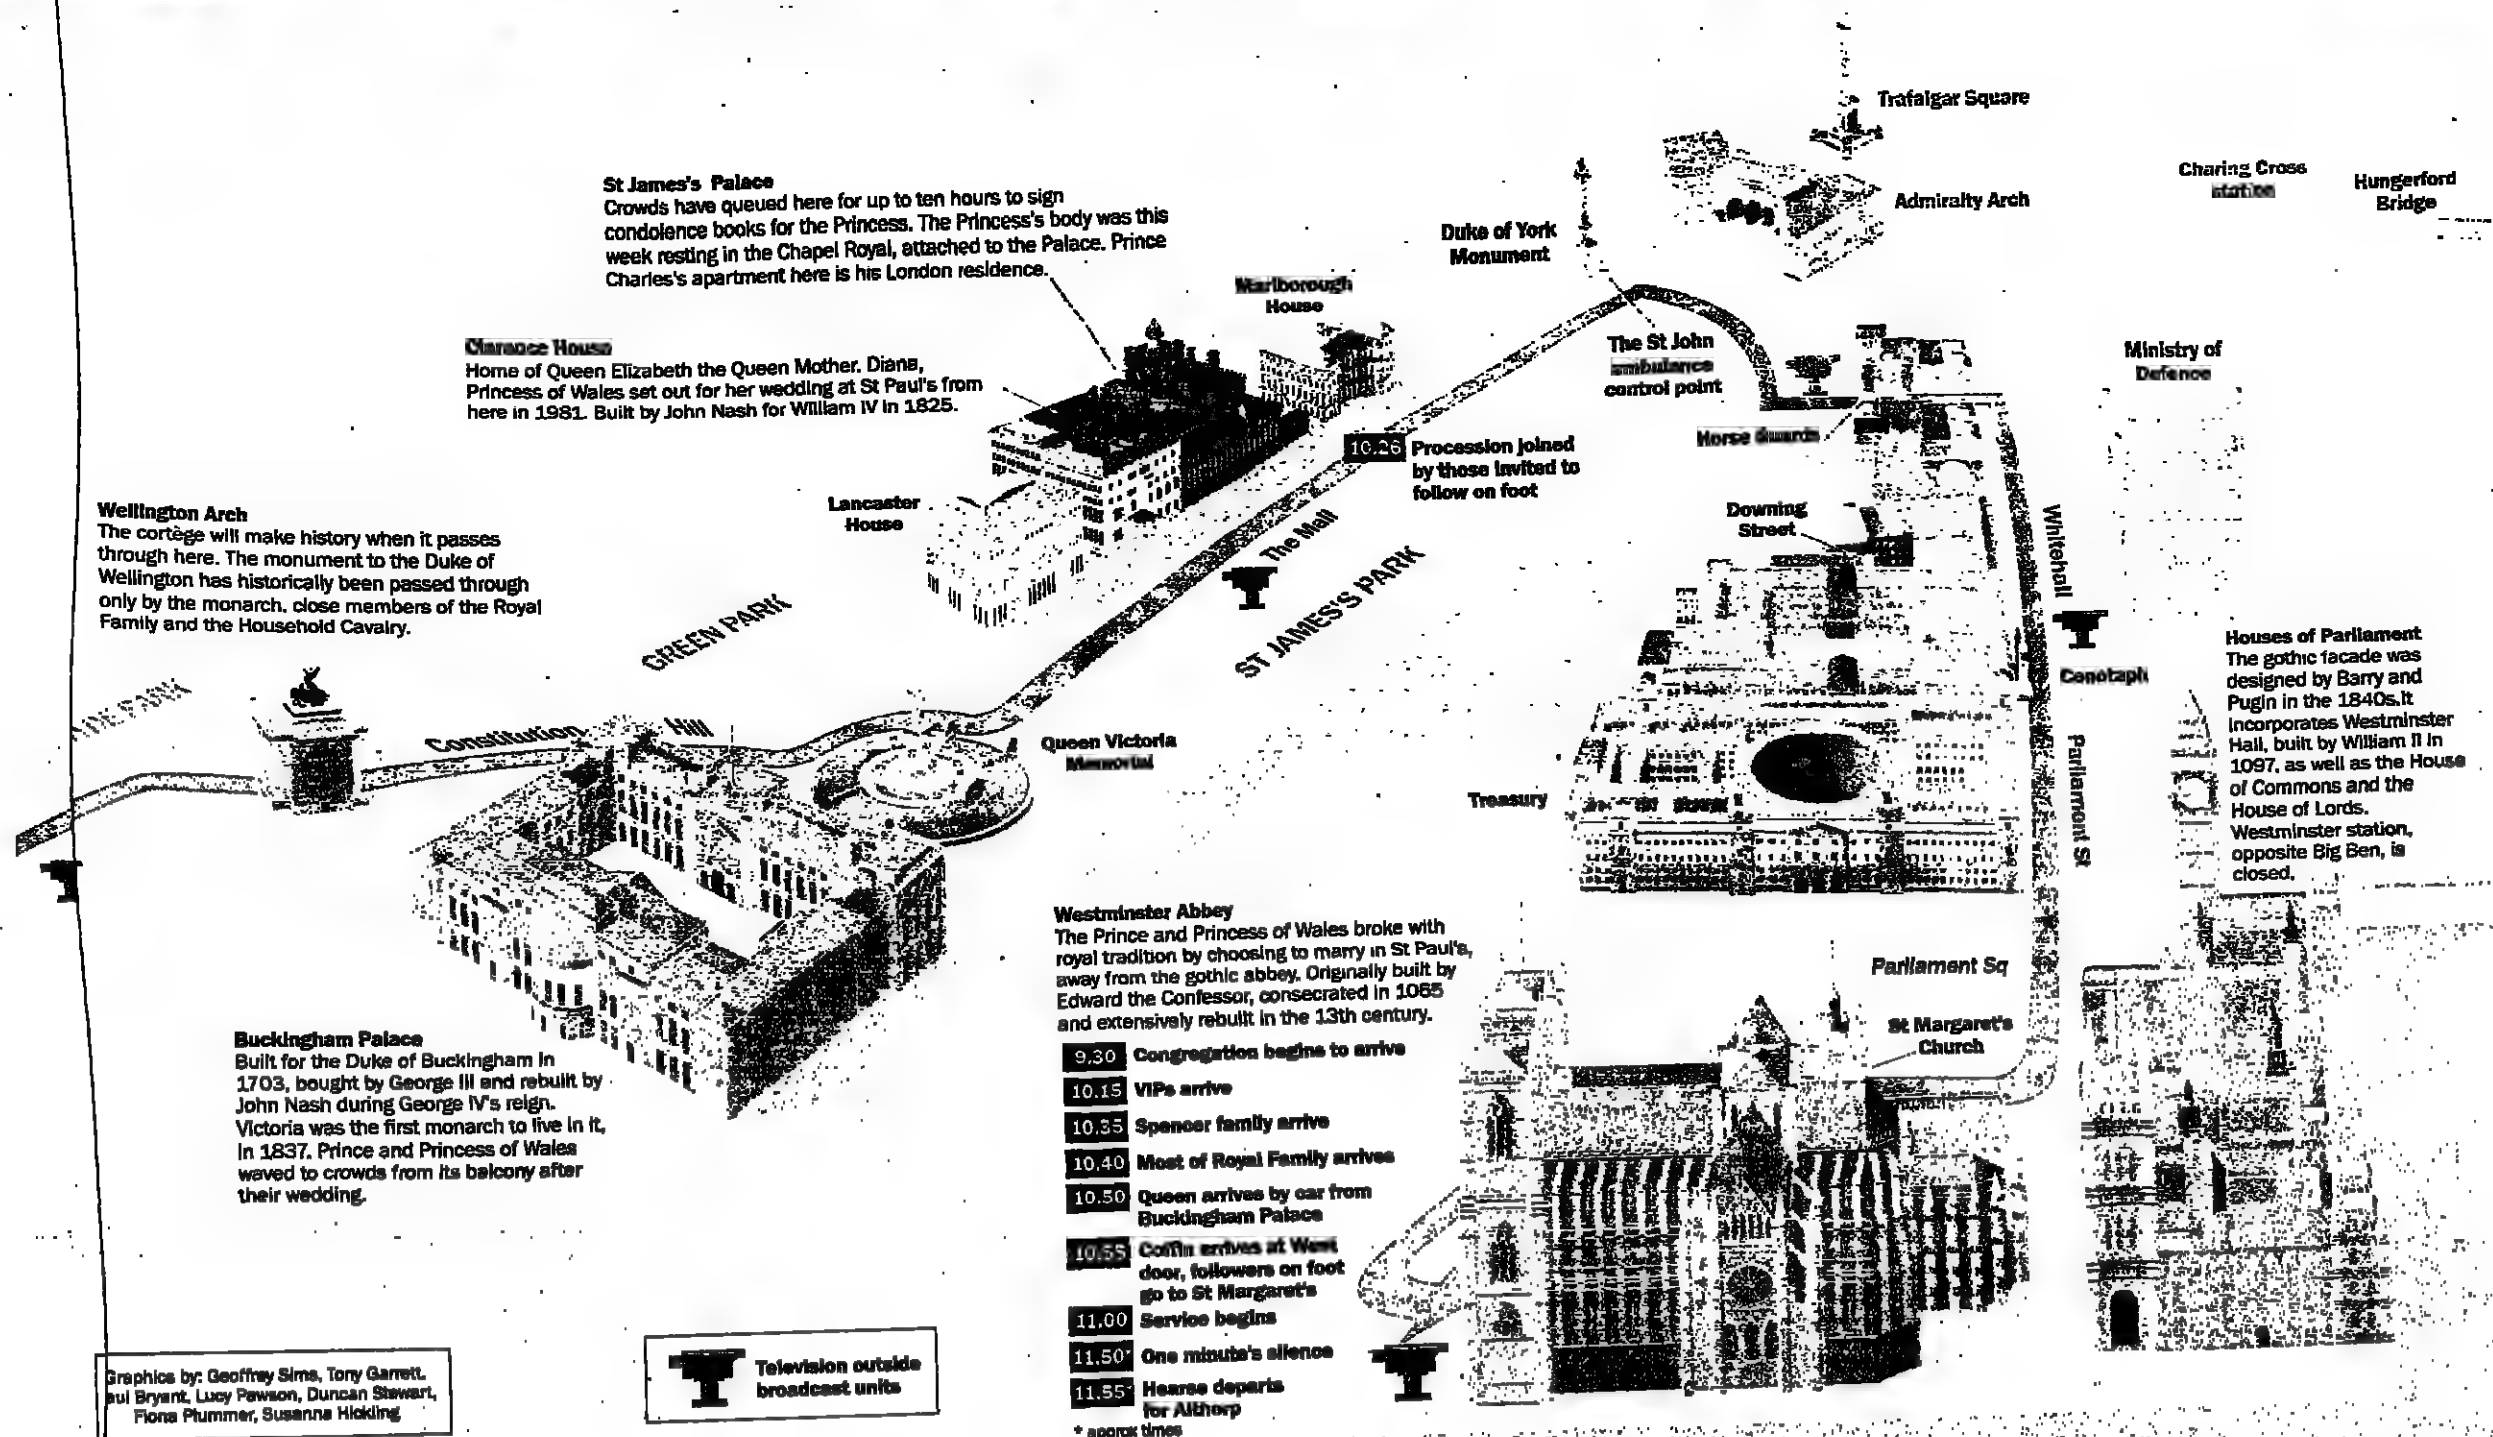 Trafalgar Square
Admiralty Arch
Charing Cross
station
Hungerford
Bridge
Duke of York
Monument
St James's Palace
Crowds have queued here for up to ten hours to sign
condolence books for the Princess. The Princess's body was this
week resting in the Chapel Royal, attached to the Palace. Prince
Charles's apartment here is his London residence.
Marlborough
House
Clarence House
Home of Queen Elizabeth the Queen Mother. Diana,
Princess of Wales set out for her wedding at St Paul's from
here in 1981. Built by John Nash for William IV in 1825.
The St John
ambulance
control point
Ministry of
Defence
Horse Guards
10.26 Procession joined
by those invited to
follow on foot
Lancaster
House
Downing
Street
Whitehall
The Mall
ST JAMES'S PARK
GREEN PARK
Wellington Arch
The cortège will make history when it passes
through here. The monument to the Duke of
Wellington has historically been passed through
only by the monarch, close members of the Royal
Family and the Household Cavalry.
PARK
Constitution Hill
Queen Victoria
Memorial
Treasury
Cenotaph
Parliament St
Houses of Parliament
The gothic facade was
designed by Barry and
Pugin in the 1840s.It
incorporates Westminster
Hall, built by William II in
1097, as well as the House
of Commons and the
House of Lords.
Westminster station,
opposite Big Ben, is
closed.
Westminster Abbey
The Prince and Princess of Wales broke with
royal tradition by choosing to marry in St Paul's,
away from the gothic abbey. Originally built by
Edward the Confessor, consecrated in 1065
and extensively rebuilt in the 13th century.
Parliament Sq
St Margaret's
Church
Buckingham Palace
Built for the Duke of Buckingham in
1703, bought by George III and rebuilt by
John Nash during George IV's reign.
Victoria was the first monarch to live in it,
in 1837. Prince and Princess of Wales
waved to crowds from its balcony after
their wedding.
9.30 Congregation begins to arrive
10.15 VIPs arrive
10.35 Spencer family arrive
10.40 Most of Royal Family arrives
10.50 Queen arrives by car from
Buckingham Palace
10.55 Coffin arrives at West
door, followers on foot
go to St Margaret's
11.00 Service begins
11.50* One minute's silence
11.55* Hearse departs
for Althorp
* approx times
Television outside
broadcast units
Graphics by: Geoffrey Sims, Tony Garrett,
aul Bryant, Lucy Pawson, Duncan Stewart,
Fiona Plummer, Susanna Hickling